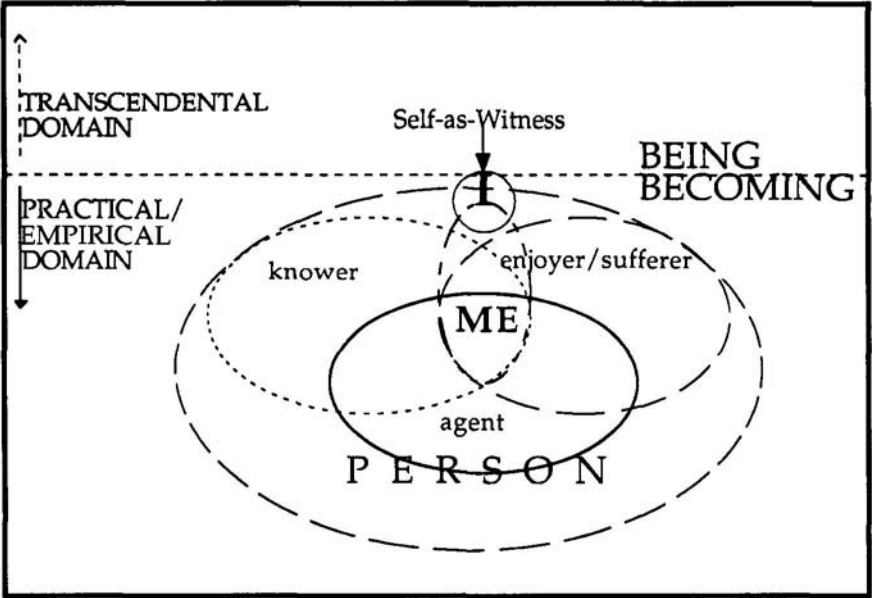 TRANSCENDENTAL
DOMAIN
Self-as-Witness
BEING
I
BECOMING
PRACTICAL/
EMPIRICAL
DOMAIN
knower
enjoyer/sufferer
ME
agent
PERSON